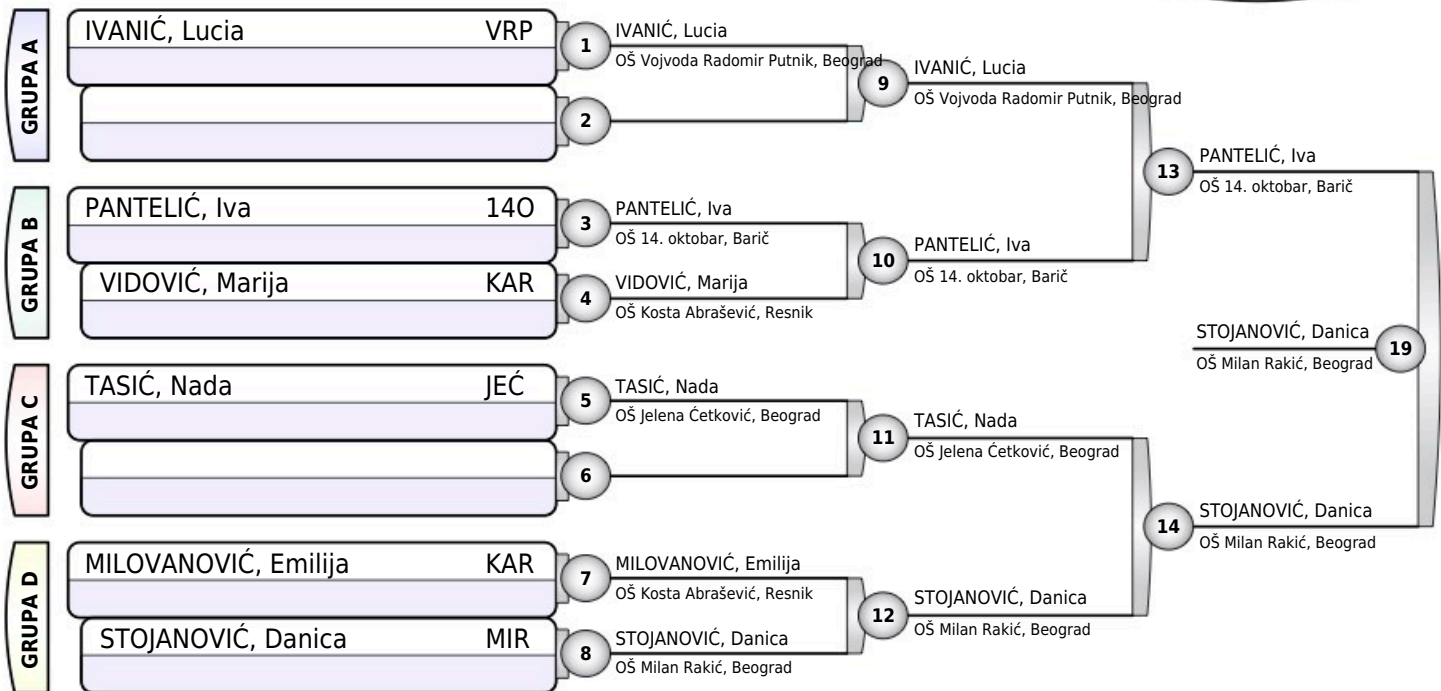 GRUPA A
IVANIĆ, Lucia VRP
1
IVANIĆ, Lucia
OŠ Vojvoda Radomir Putnik, Beograd
2
9
IVANIĆ, Lucia
OŠ Vojvoda Radomir Putnik, Beograd
GRUPA B
PANTELIĆ, Iva 14O
3
PANTELIĆ, Iva
OŠ 14. oktobar, Barič
VIDOVIĆ, Marija KAR
4
VIDOVIĆ, Marija
OŠ Kosta Abrašević, Resnik
10
PANTELIĆ, Iva
OŠ 14. oktobar, Barič
13
PANTELIĆ, Iva
OŠ 14. oktobar, Barič
GRUPA C
TASIĆ, Nada JEĆ
5
TASIĆ, Nada
OŠ Jelena Ćetković, Beograd
6
11
TASIĆ, Nada
OŠ Jelena Ćetković, Beograd
GRUPA D
MILOVANOVIĆ, Emilija KAR
7
MILOVANOVIĆ, Emilija
OŠ Kosta Abrašević, Resnik
STOJANOVIĆ, Danica MIR
8
STOJANOVIĆ, Danica
OŠ Milan Rakić, Beograd
12
STOJANOVIĆ, Danica
OŠ Milan Rakić, Beograd
14
STOJANOVIĆ, Danica
OŠ Milan Rakić, Beograd
STOJANOVIĆ, Danica
OŠ Milan Rakić, Beograd
19